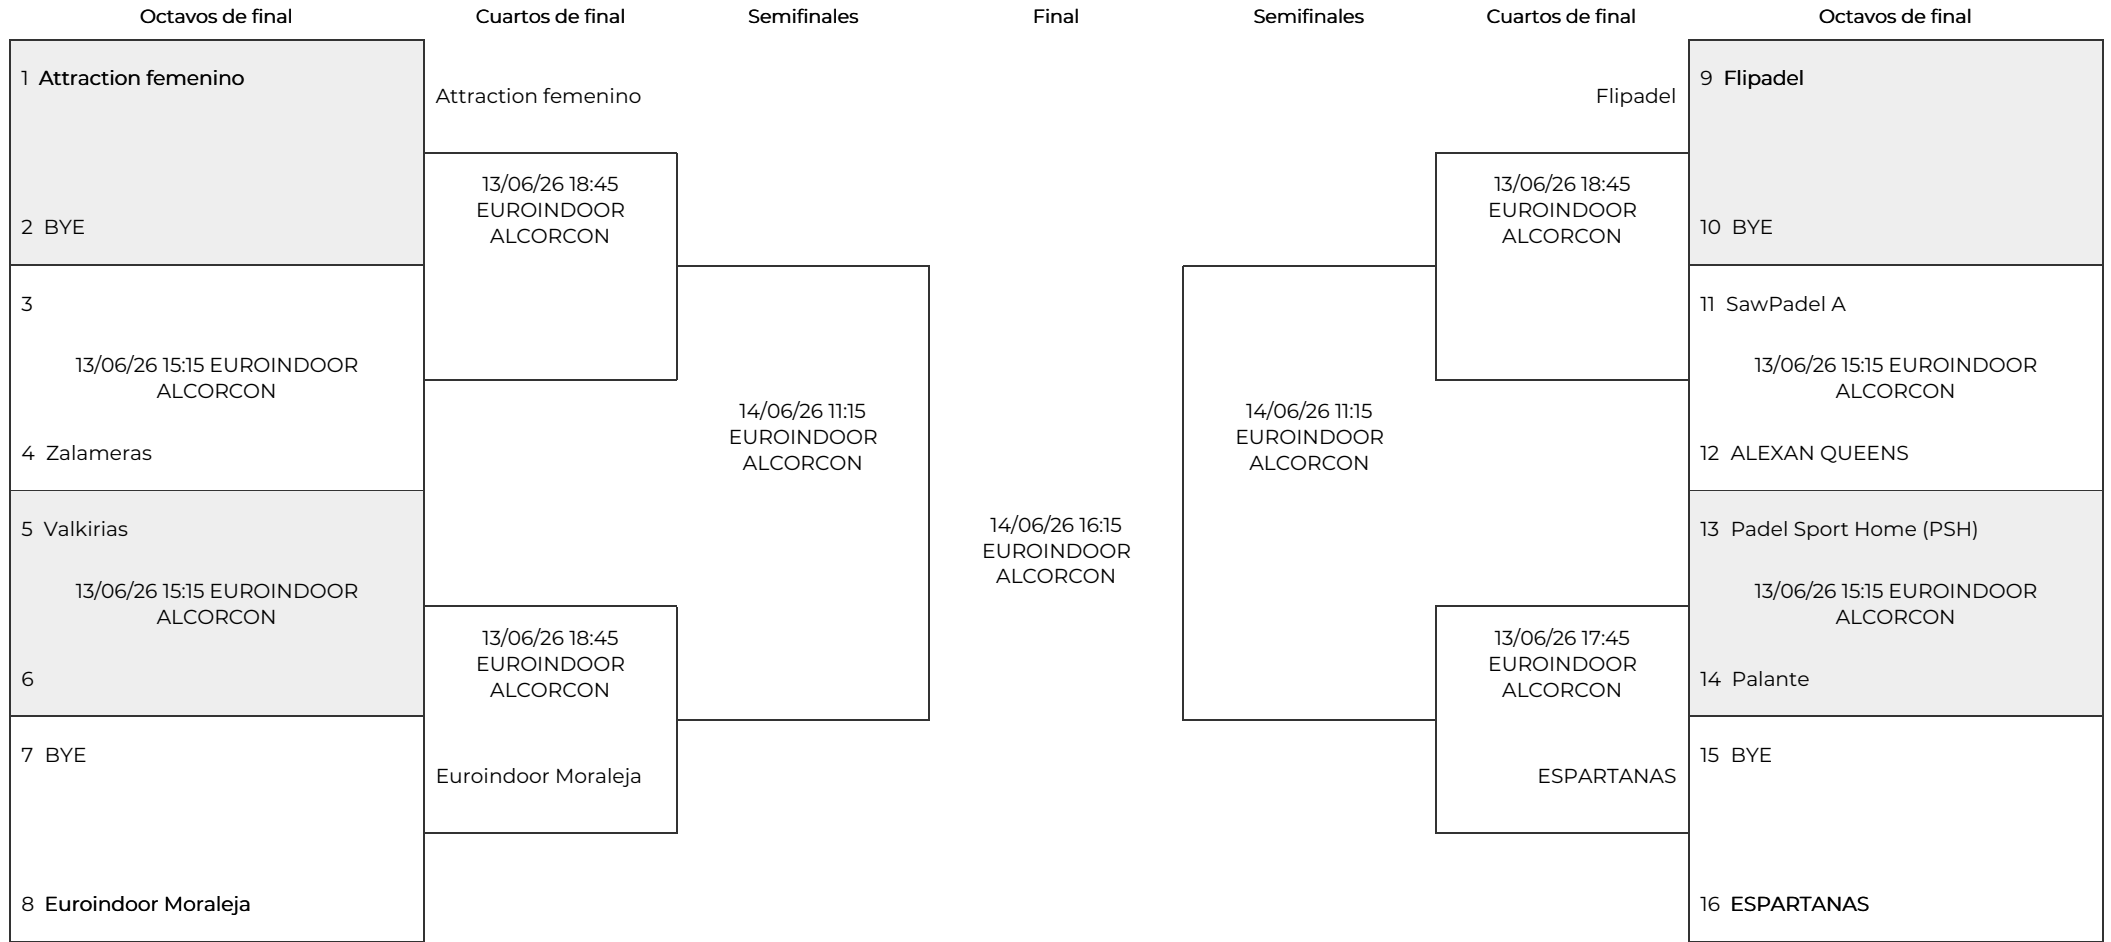 Octavos de final
Cuartos de final
Semifinales
Final
Semifinales
Cuartos de final
Octavos de final
1 Attraction femenino
2 BYE
3
13/06/26 15:15 EUROINDOOR
ALCORCON
4 Zalameras
5 Valkirias
13/06/26 15:15 EUROINDOOR
ALCORCON
6
7 BYE
8 Euroindoor Moraleja
Attraction femenino
13/06/26 18:45
EUROINDOOR
ALCORCON
13/06/26 18:45
EUROINDOOR
ALCORCON
Euroindoor Moraleja
14/06/26 11:15
EUROINDOOR
ALCORCON
14/06/26 16:15
EUROINDOOR
ALCORCON
14/06/26 11:15
EUROINDOOR
ALCORCON
Flipadel
13/06/26 18:45
EUROINDOOR
ALCORCON
13/06/26 17:45
EUROINDOOR
ALCORCON
ESPARTANAS
9 Flipadel
10 BYE
11 SawPadel A
13/06/26 15:15 EUROINDOOR
ALCORCON
12 ALEXAN QUEENS
13 Padel Sport Home (PSH)
13/06/26 15:15 EUROINDOOR
ALCORCON
14 Palante
15 BYE
16 ESPARTANAS